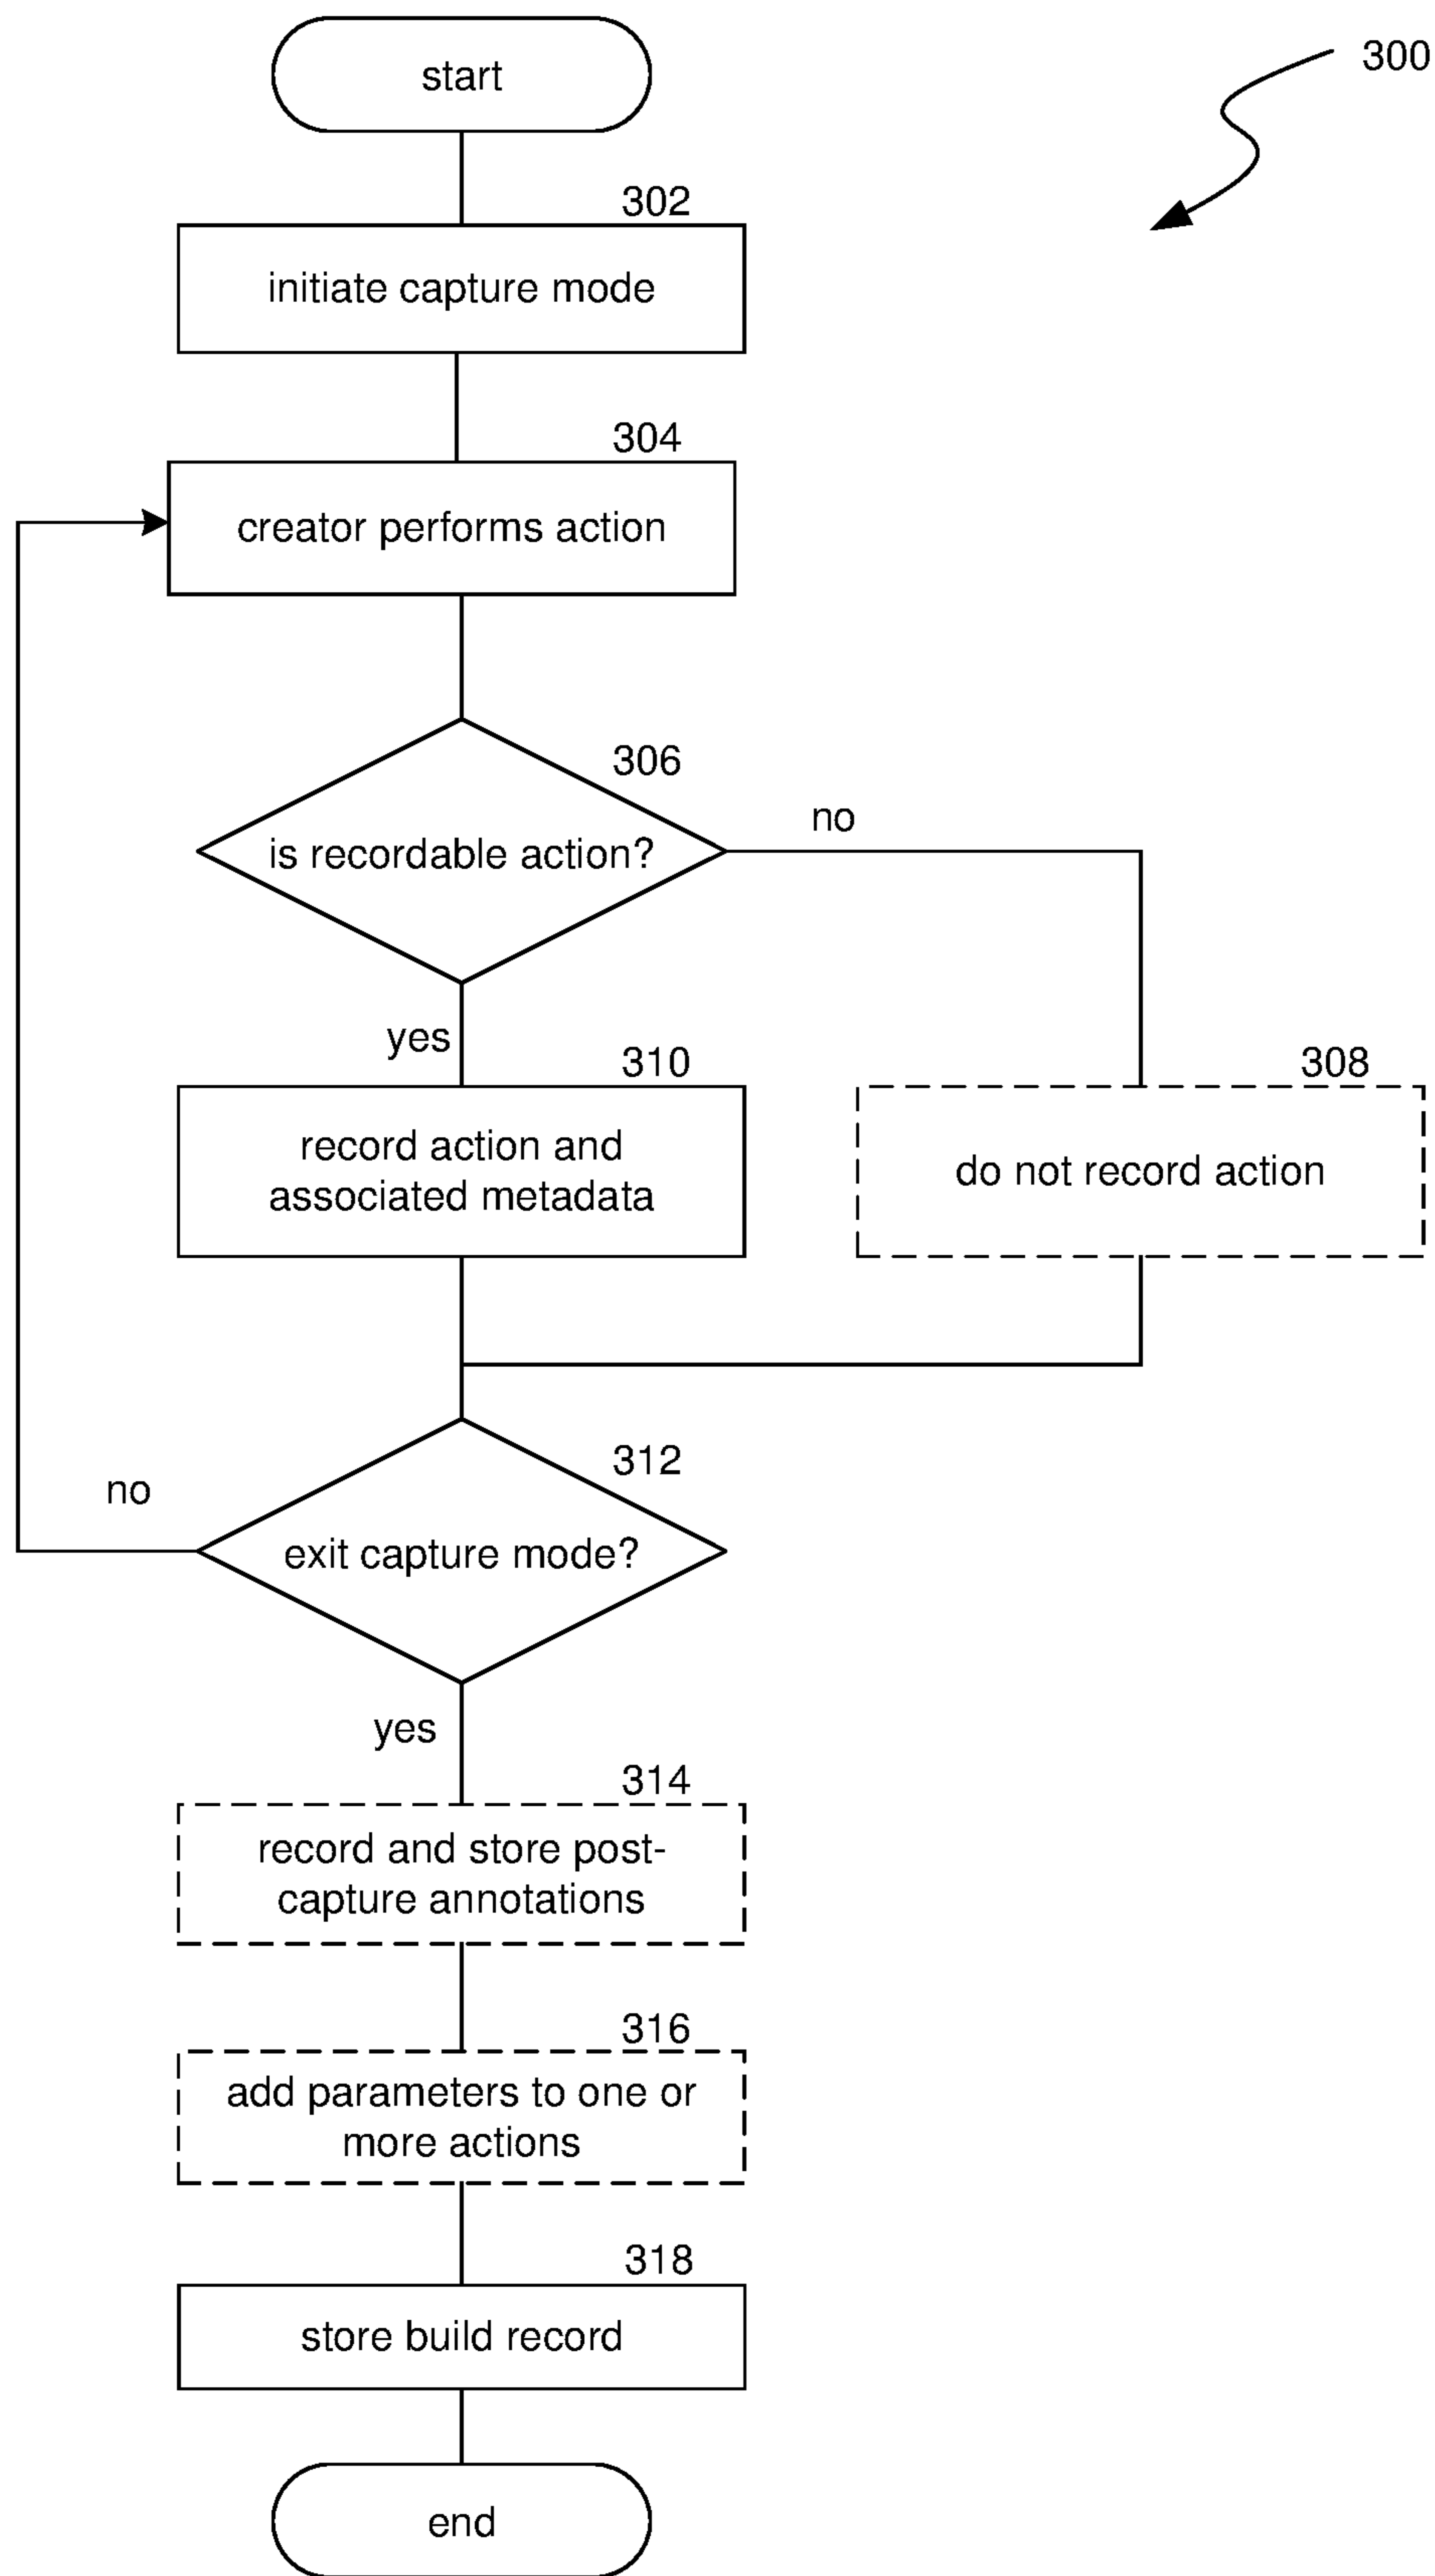 start
300
302
initiate capture mode
304
creator performs action
306
is recordable action?
no
yes
310
record action and
associated metadata
308
do not record action
312
exit capture mode?
no
yes
314
record and store post-
capture annotations
316
add parameters to one or
more actions
318
store build record
end